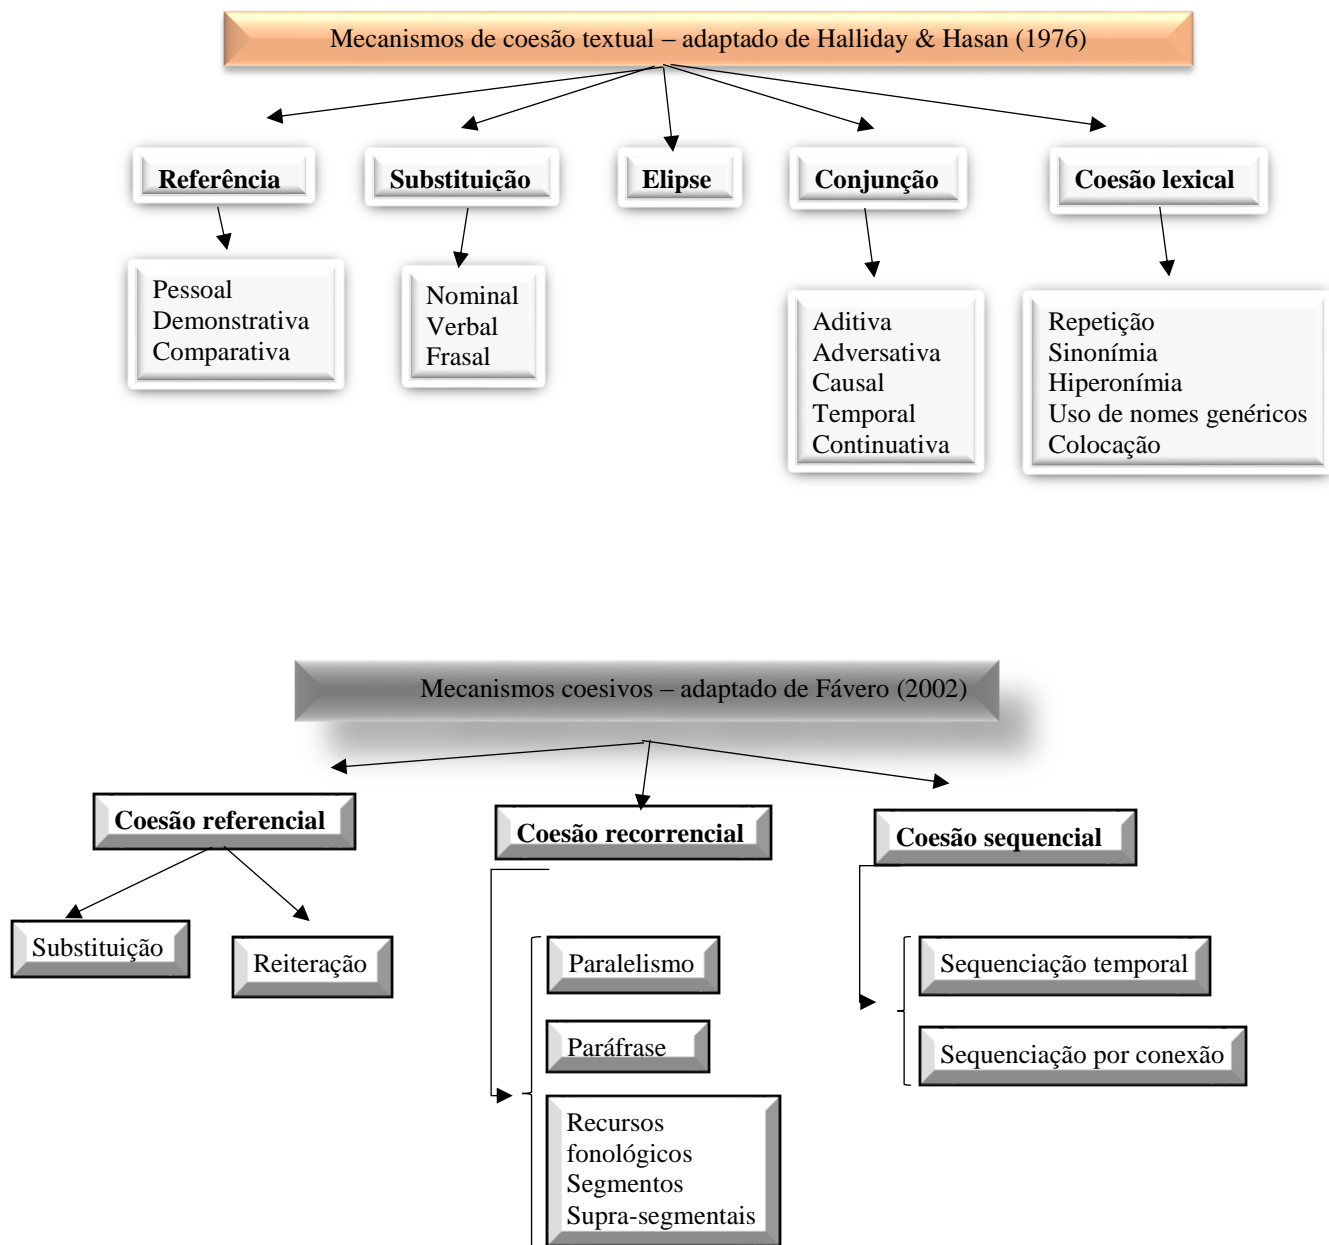 Mecanismos de coesão textual – adaptado de Halliday & Hasan (1976)
Referência
Substituição
Elipse
Conjunção
Coesão lexical
Pessoal
Demonstrativa
Comparativa
Nominal
Verbal
Frasal
Aditiva
Adversativa
Causal
Temporal
Continuativa
Repetição
Sinonímia
Hiperonímia
Uso de nomes genéricos
Colocação
Mecanismos coesivos – adaptado de Fávero (2002)
Coesão referencial
Coesão recorrencial
Coesão sequencial
Substituição
Reiteração
Paralelismo
Paráfrase
Recursos
fonológicos
Segmentos
Supra-segmentais
Sequenciação temporal
Sequenciação por conexão